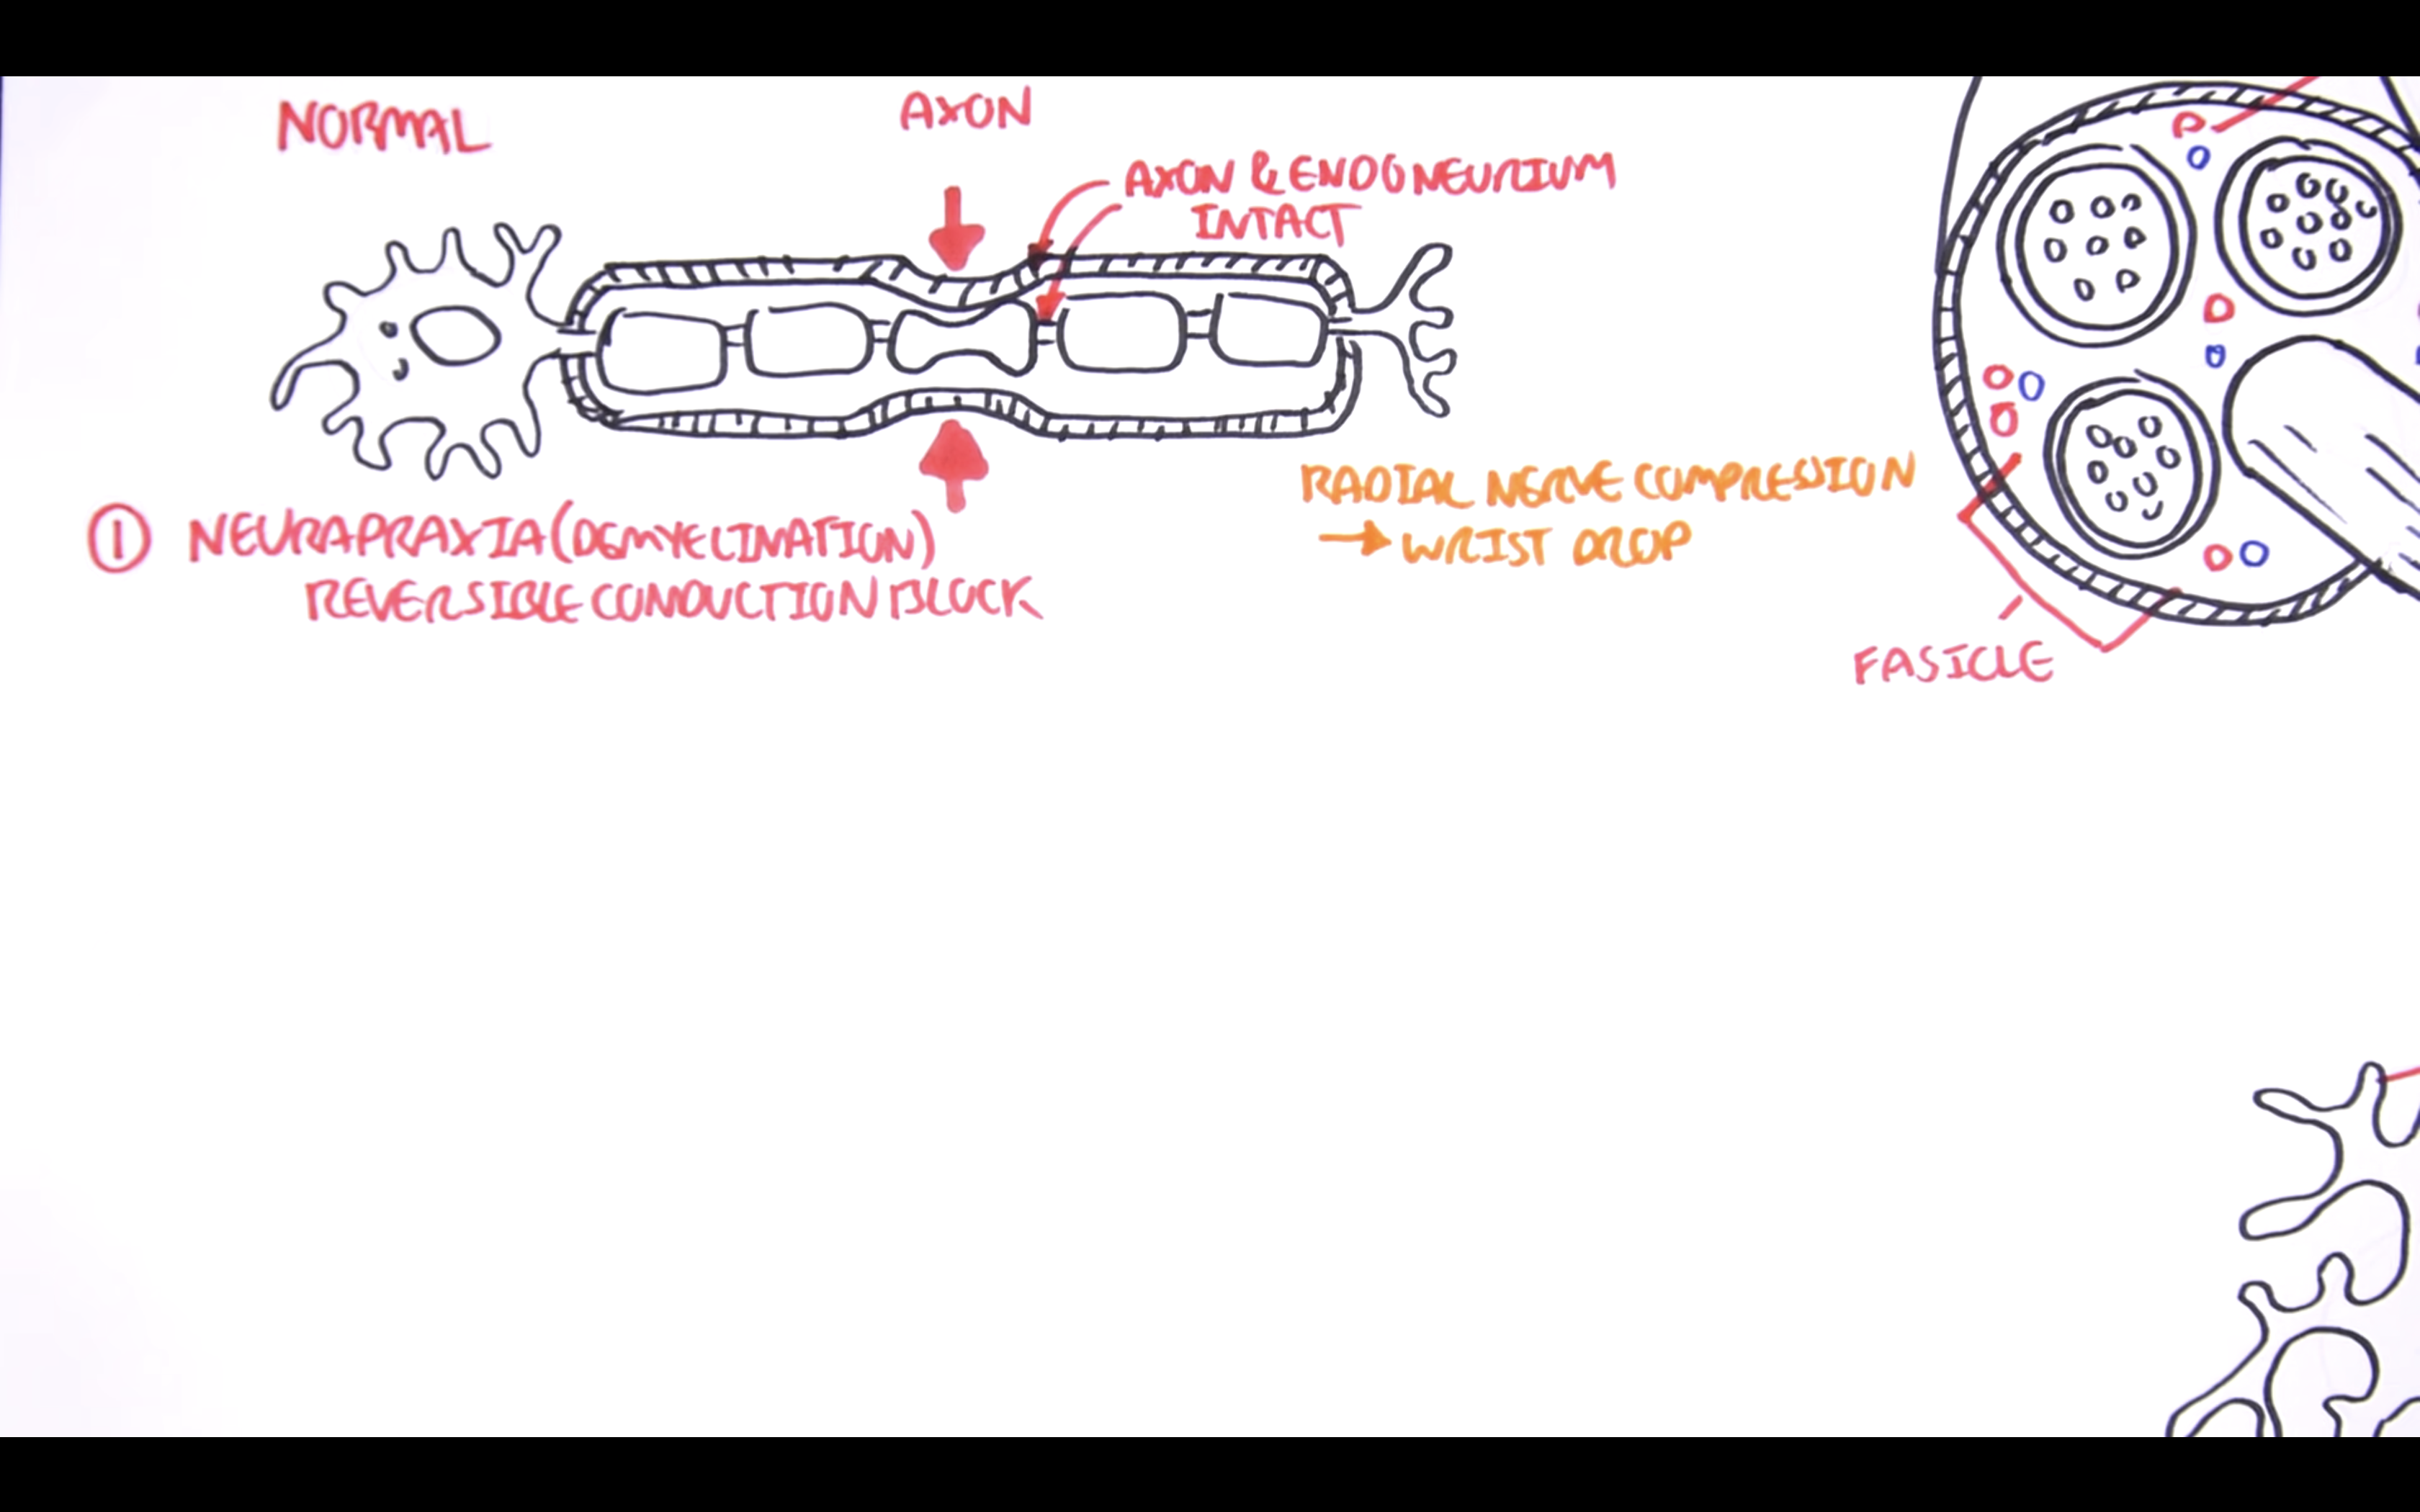 NORMAL
AXON
AXON & ENDONEURIUM
INTACT
RADIAL NERVE COMPRESSION
→ WRIST DROP
① NEURAPRAXIA (DEMYELINATION)
REVERSIBLE CONDUCTION BLOCK
FASICLE